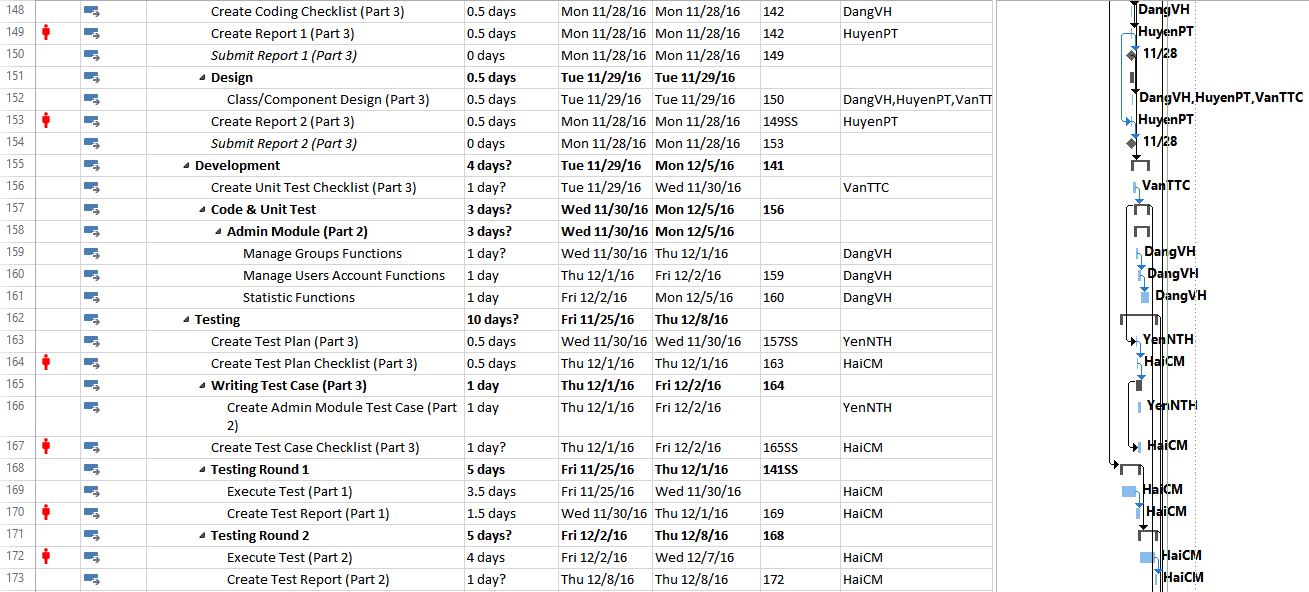 148 Create Coding Checklist (Part 3) 0.5 days Mon 11/28/16 Mon 11/28/16 142 DangVH DangVH
149 Create Report 1 (Part 3) 0.5 days Mon 11/28/16 Mon 11/28/16 142 HuyenPT HuyenPT
150 Submit Report 1 (Part 3) 0 days Mon 11/28/16 Mon 11/28/16 149 11/28
151 Design 0.5 days Tue 11/29/16 Tue 11/29/16
152 Class/Component Design (Part 3) 0.5 days Tue 11/29/16 Tue 11/29/16 150 DangVH,HuyenPT,VanTT DangVH,HuyenPT,VanTTC
153 Create Report 2 (Part 3) 0.5 days Mon 11/28/16 Mon 11/28/16 149SS HuyenPT HuyenPT
154 Submit Report 2 (Part 3) 0 days Mon 11/28/16 Mon 11/28/16 153 11/28
155 Development 4 days? Tue 11/29/16 Mon 12/5/16 141
156 Create Unit Test Checklist (Part 3) 1 day? Tue 11/29/16 Wed 11/30/16 VanTTC VanTTC
157 Code & Unit Test 3 days? Wed 11/30/16 Mon 12/5/16 156
158 Admin Module (Part 2) 3 days? Wed 11/30/16 Mon 12/5/16
159 Manage Groups Functions 1 day? Wed 11/30/16 Thu 12/1/16 DangVH DangVH
160 Manage Users Account Functions 1 day Thu 12/1/16 Fri 12/2/16 159 DangVH DangVH
161 Statistic Functions 1 day Fri 12/2/16 Mon 12/5/16 160 DangVH DangVH
162 Testing 10 days? Fri 11/25/16 Thu 12/8/16
163 Create Test Plan (Part 3) 0.5 days Wed 11/30/16 Wed 11/30/16 157SS YenNTH YenNTH
164 Create Test Plan Checklist (Part 3) 0.5 days Thu 12/1/16 Thu 12/1/16 163 HaiCM HaiCM
165 Writing Test Case (Part 3) 1 day Thu 12/1/16 Fri 12/2/16 164
166 Create Admin Module Test Case (Part 1 day Thu 12/1/16 Fri 12/2/16 YenNTH YenNTH
2)
167 Create Test Case Checklist (Part 3) 1 day? Thu 12/1/16 Fri 12/2/16 165SS HaiCM HaiCM
168 Testing Round 1 5 days Fri 11/25/16 Thu 12/1/16 141SS
169 Execute Test (Part 1) 3.5 days Fri 11/25/16 Wed 11/30/16 HaiCM HaiCM
170 Create Test Report (Part 1) 1.5 days Wed 11/30/16 Thu 12/1/16 169 HaiCM HaiCM
171 Testing Round 2 5 days? Fri 12/2/16 Thu 12/8/16 168
172 Execute Test (Part 2) 4 days Fri 12/2/16 Wed 12/7/16 HaiCM HaiCM
173 Create Test Report (Part 2) 1 day? Thu 12/8/16 Thu 12/8/16 172 HaiCM HaiCM